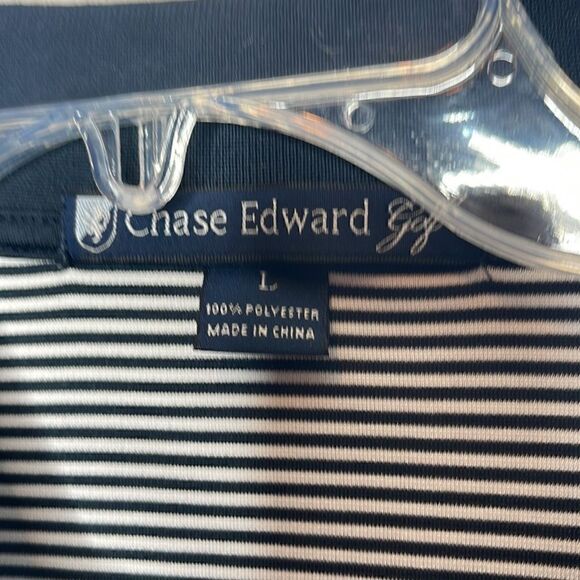 Chase Edward
L
100% POLYESTER
MADE IN CHINA